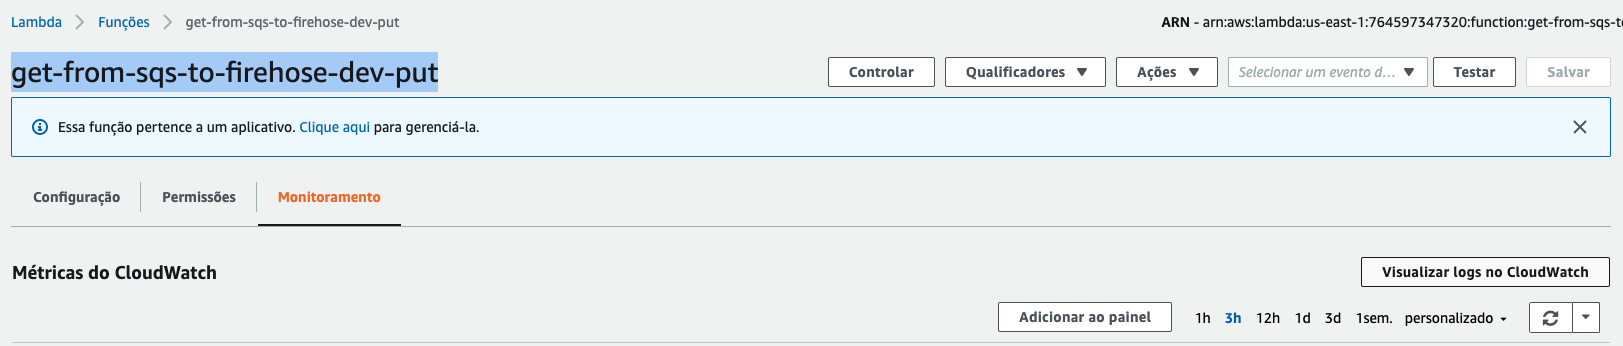 Lambda > Funções > get-from-sqs-to-firehose-dev-put
ARN - arn:aws:lambda:us-east-1:764597347320:function:get-from-sqs-t
get-from-sqs-to-firehose-dev-put
Controlar Qualificadores Ações Selecionar um evento d... Testar Salvar
Essa função pertence a um aplicativo. Clique aqui para gerenciá-la.
Configuração Permissões Monitoramento
Métricas do CloudWatch
Visualizar logs no CloudWatch
Adicionar ao painel 1h 3h 12h 1d 3d 1sem. personalizado